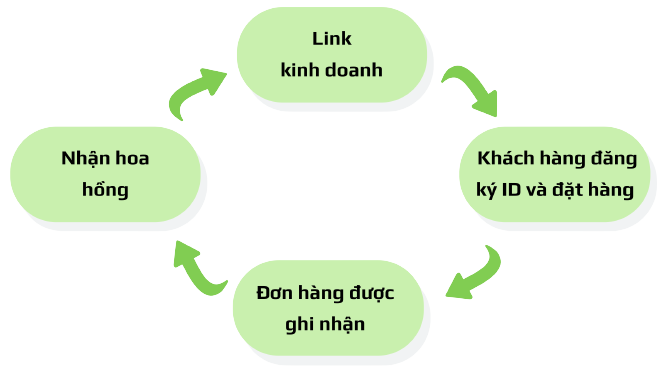 Link
kinh doanh
Khách hàng đăng
ký ID và đặt hàng
Đơn hàng được
ghi nhận
Nhận hoa
hồng